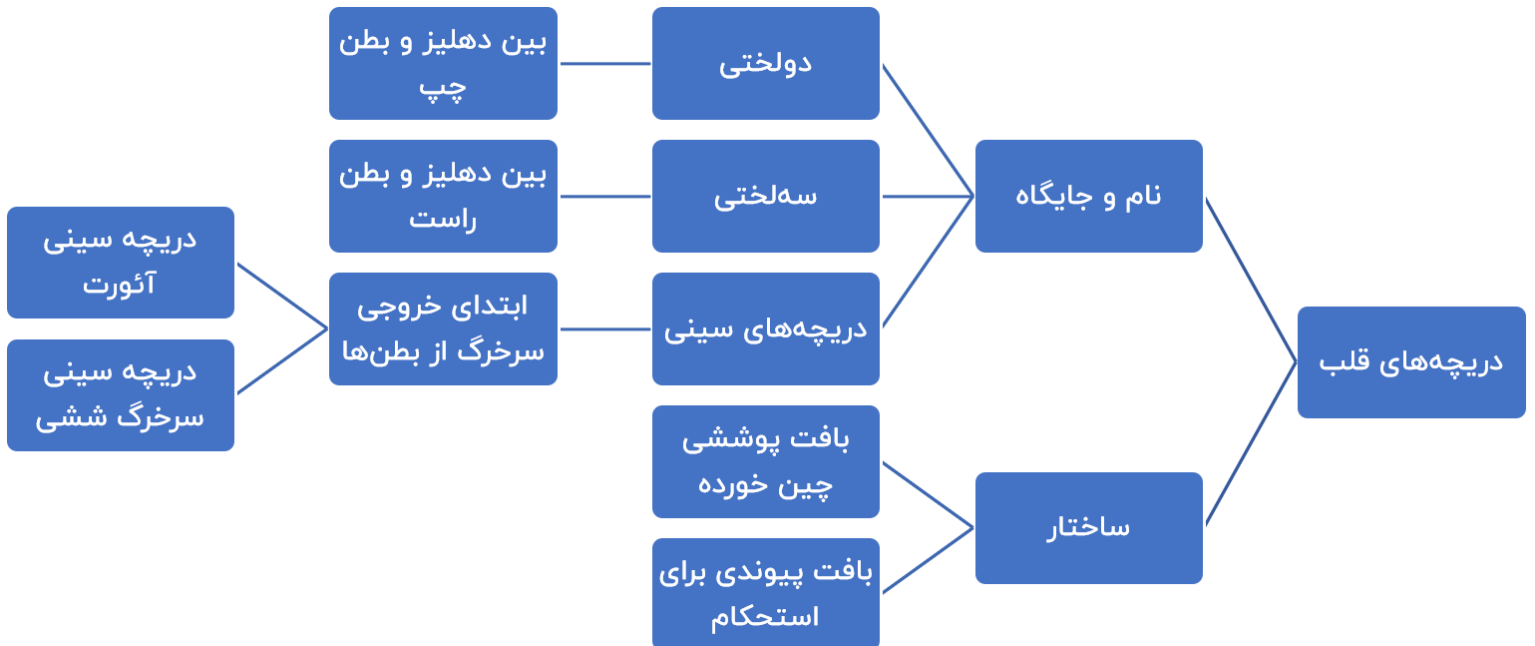 دریچه‌های قلب
نام و جایگاه
دولختی
بین دهلیز و بطن
چپ
سه‌لختی
بین دهلیز و بطن
راست
دریچه‌های سینی
ابتدای خروجی
سرخرگ از بطن‌ها
دریچه سینی
آئورت
دریچه سینی
سرخرگ ششی
ساختار
بافت پوششی
چین خورده
بافت پیوندی برای
استحکام